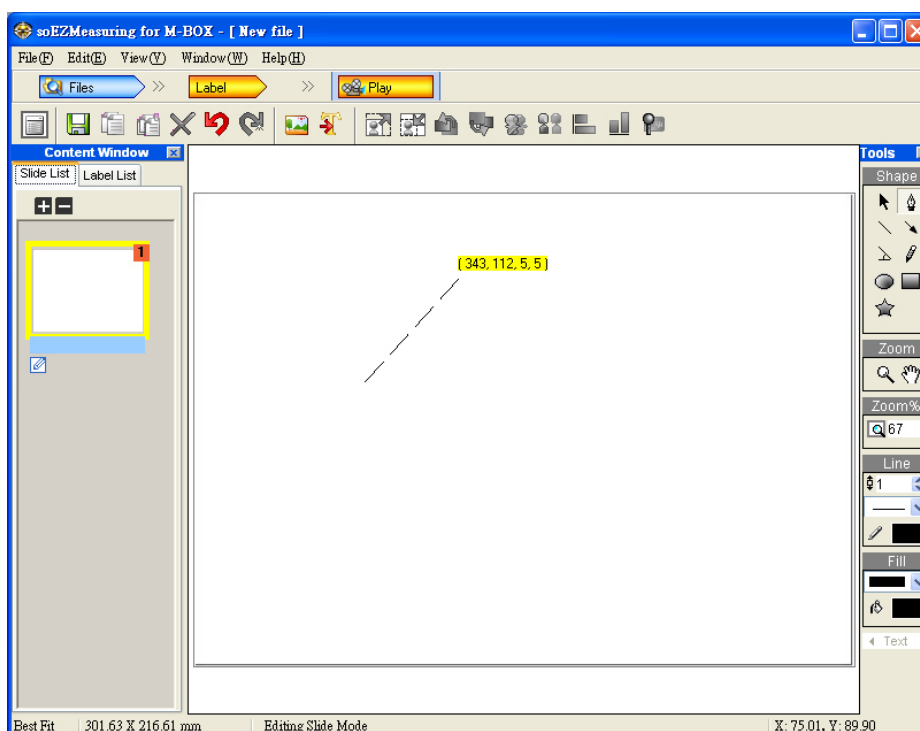 soEZMeasuring for M-BOX - [ New file ]
File(F) Edit(E) View(V) Window(W) Help(H)
Files >> Label >> Play
Content Window
Slide List Label List
1
( 343, 112, 5, 5 )
Tools
Shape
Zoom
Zoom%
67
Line
1
Fill
Text
Best Fit 301.63 X 216.61 mm Editing Slide Mode X: 75.01, Y: 89.90